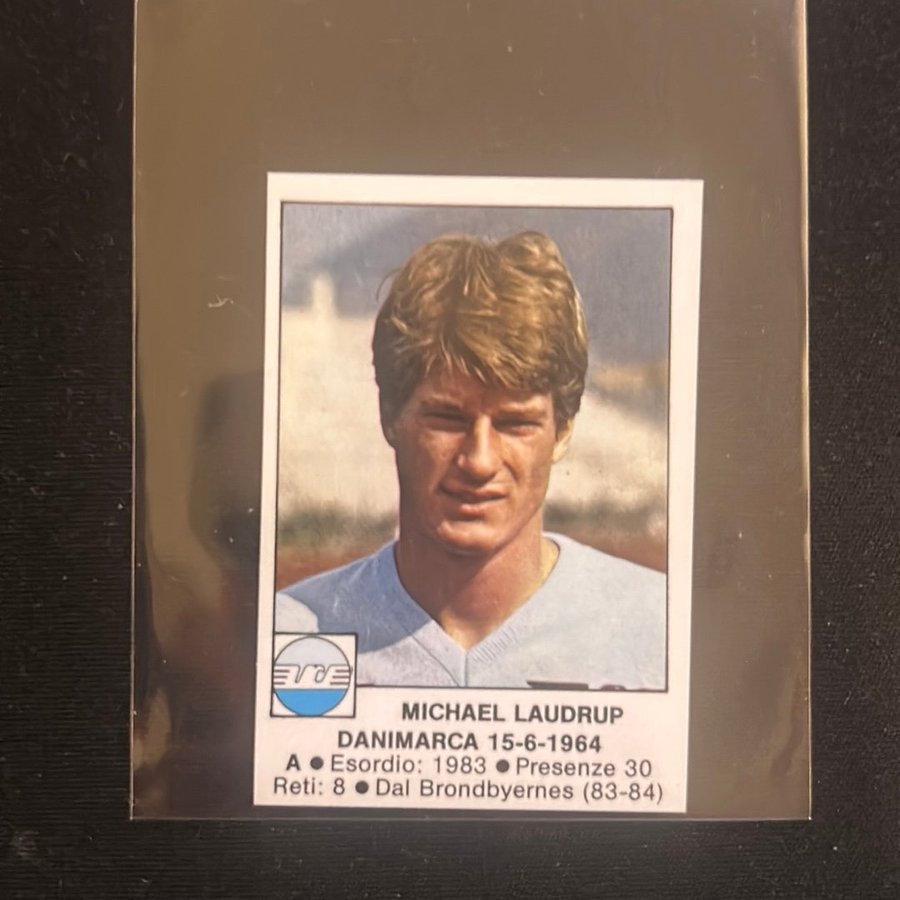 MICHAEL LAUDRUP
DANIMARCA 15-6-1964
A ● Esordio: 1983 ● Presenze 30
Reti: 8 ● Dal Brondbyernes (83-84)